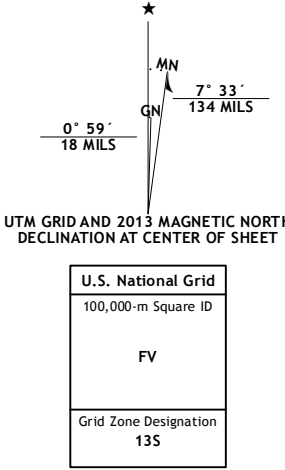 ★
MN
7° 33´
134 MILS
GN
0° 59´
18 MILS
UTM GRID AND 2013 MAGNETIC NORTH
DECLINATION AT CENTER OF SHEET
U.S. National Grid
100,000-m Square ID
FV
Grid Zone Designation
13S